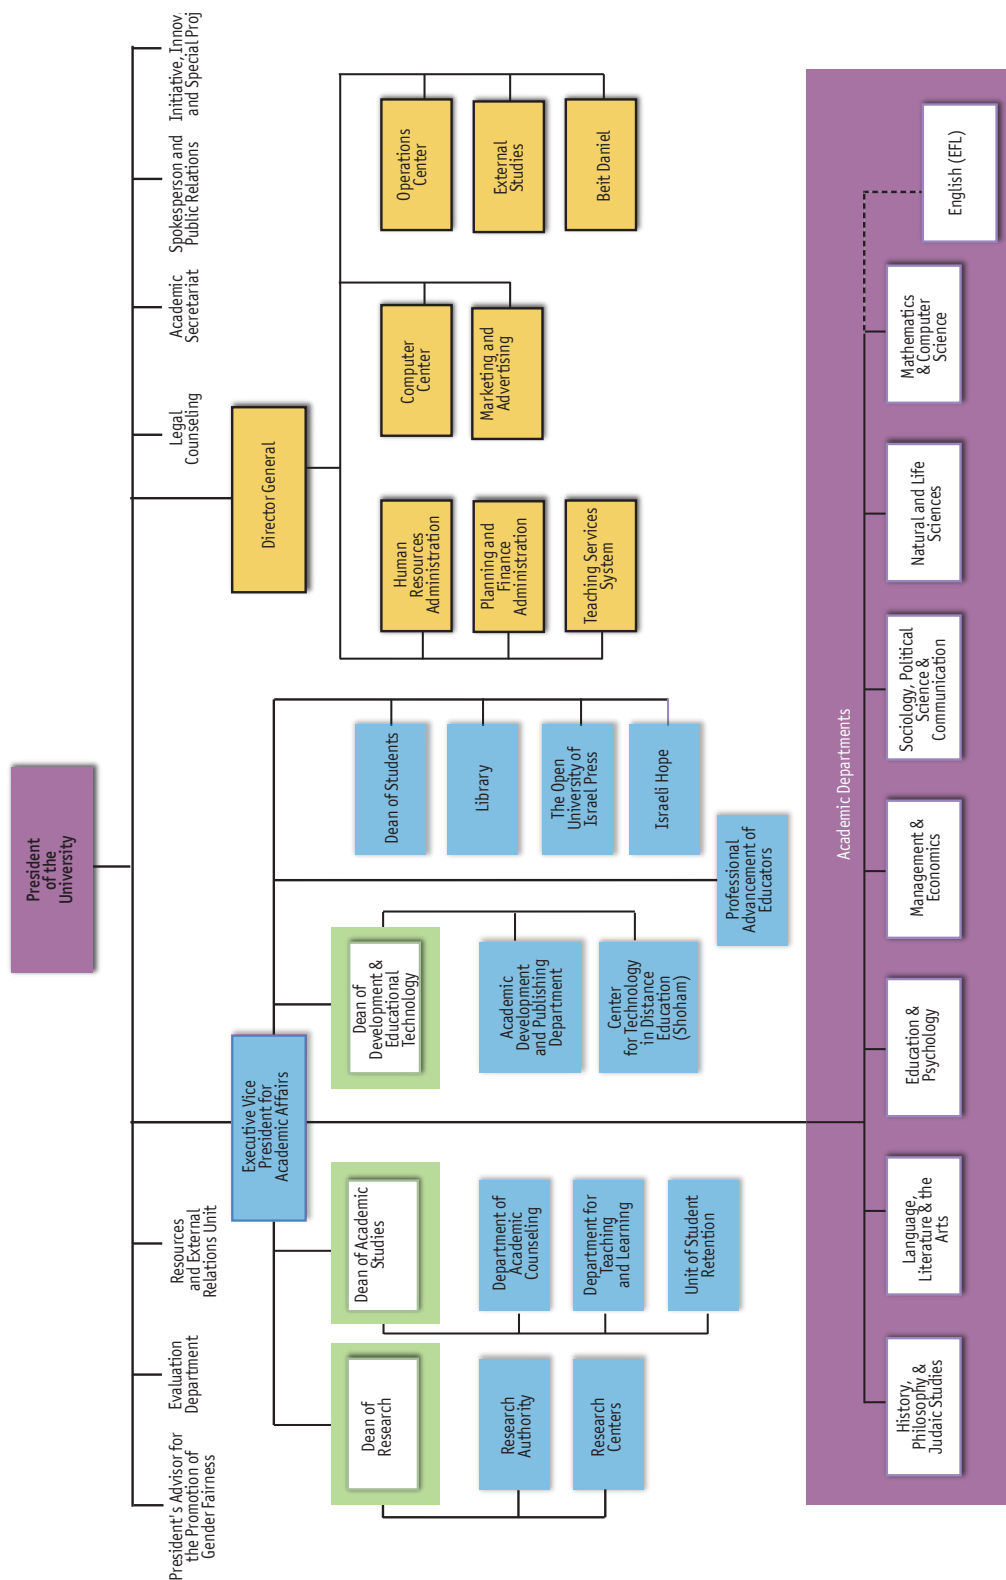 President
of the
University
President's Advisor for
the Promotion of
Gender Fairness
Evaluation
Department
Resources
and External
Relations Unit
Legal
Counseling
Academic
Secretariat
Spokesperson and
Public Relations
Initiative, Innov
and Special Proj
Executive Vice
President for
Academic Affairs
Director General
Dean of
Research
Dean of Academic
Studies
Dean of
Development &
Educational
Technology
Dean of Students
Library
The Open
University of
Israel Press
Israeli Hope
Professional
Advancement of
Educators
Research
Authority
Research
Centers
Department of
Academic
Counseling
Department for
Teaching
and Learning
Unit of Student
Retention
Academic
Development
and Publishing
Department
Center
for Technology
in Distance
Education
(Shoham)
Human
Resources
Administration
Planning and
Finance
Administration
Teaching Services
System
Computer
Center
Marketing and
Advertising
Operations
Center
External
Studies
Beit Daniel
Academic Departments
History,
Philosophy &
Judaic Studies
Language,
Literature & the
Arts
Education &
Psychology
Management &
Economics
Sociology, Political
Science &
Communication
Natural and Life
Sciences
Mathematics
& Computer
Science
English (EFL)